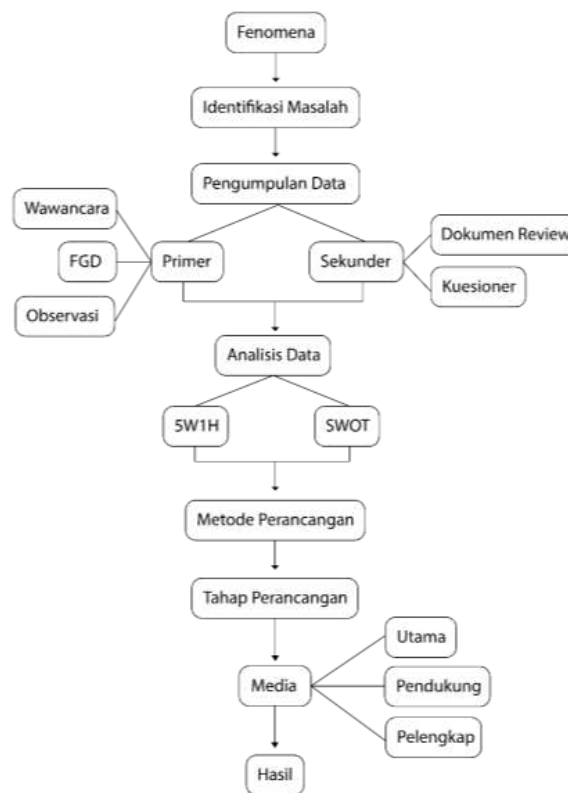 Fenomena
Identifikasi Masalah
Pengumpulan Data
Wawancara
FGD
Observasi
Primer
Sekunder
Dokumen Review
Kuesioner
Analisis Data
5W1H
SWOT
Metode Perancangan
Tahap Perancangan
Media
Utama
Pendukung
Pelengkap
Hasil